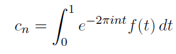 c_n = \int_0^1 e^{-2\pi i n t} f(t) \, dt